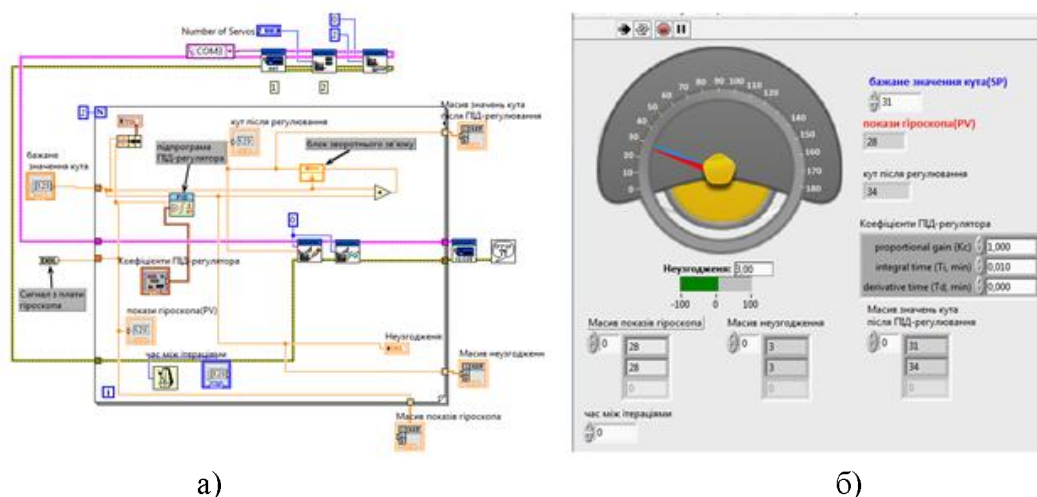 Number of Servos
COM3
0
1
2
Масив значень кута
після ПІД-регулювання
кут після регулювання
підпрограма
ПІД-регулятора
блок зворотнього зв'язку
бажане
значення кута
Коефіцієнти ПІД-регулятора
Сигнал з плати
гіроскопа
покази гіроскопа(PV)
Неузгодження
час між ітераціями
Масив неузгодженн
Масив показів гіроскопа
а)
0
10
20
30
40
50
60
70
80
90
100
110
120
140
160
170
180
бажане значення кута(SP)
31
покази гіроскопа(PV)
28
кут після регулювання
34
Коефіцієнти ПІД-регулятора
proportional gain (Kc) 1,000
integral time (Ti, min) 0,010
derivative time (Td, min) 0,000
Неузгодженя: 3,00
-100 0 100
Масив показів гіроскопа
0 28
28
0
Масив неузгодження
0 3
3
0
Масив значень кута
після ПІД-регулювання
0 31
34
0
час між ітераціями
0
б)